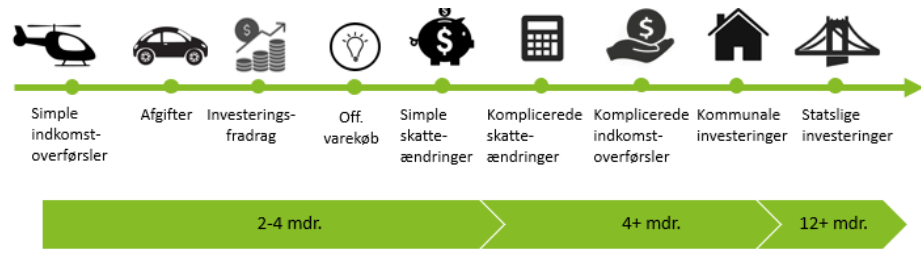 $
$
$
Simple
indkomst-
overførsler
Afgifter
Investerings-
fradrag
Off.
varekøb
Simple
skatte-
ændringer
Komplicerede
skatte-
ændringer
Komplicerede
indkomst-
overførsler
Kommunale
investeringer
Statslige
investeringer
2-4 mdr.
4+ mdr.
12+ mdr.